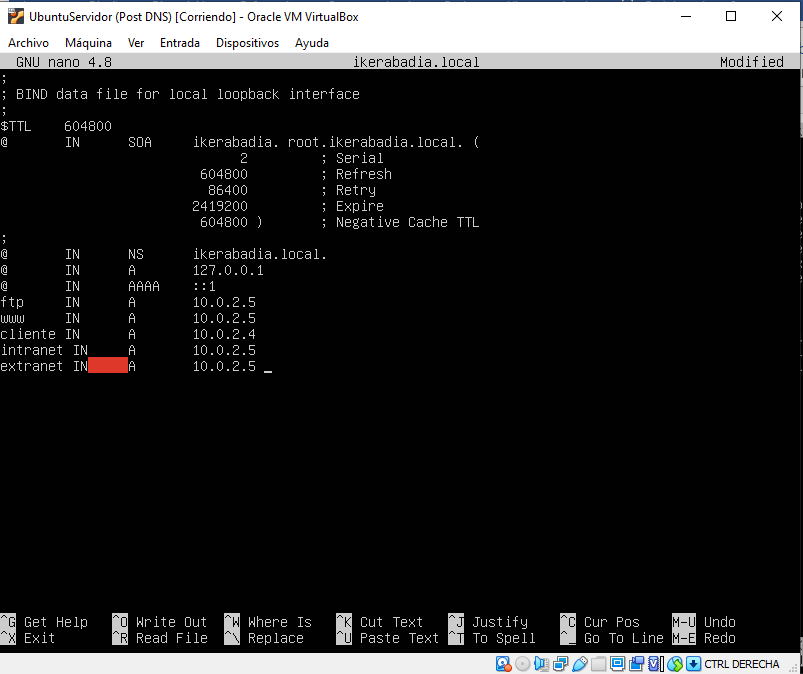 UbuntuServidor (Post DNS) [Corriendo] - Oracle VM VirtualBox
Archivo Máquina Ver Entrada Dispositivos Ayuda
GNU nano 4.8 ikerabadia.local Modified
;
; BIND data file for local loopback interface
;
$TTL 604800
@ IN SOA ikerabadia. root.ikerabadia.local. (
2 ; Serial
604800 ; Refresh
86400 ; Retry
2419200 ; Expire
604800 ) ; Negative Cache TTL
;
@ IN NS ikerabadia.local.
@ IN A 127.0.0.1
@ IN AAAA ::1
ftp IN A 10.0.2.5
www IN A 10.0.2.5
cliente IN A 10.0.2.4
intranet IN A 10.0.2.5
extranet IN A 10.0.2.5 _
^G Get Help ^O Write Out ^W Where Is ^K Cut Text ^J Justify ^C Cur Pos M-U Undo
^X Exit ^R Read File ^\ Replace ^U Paste Text ^T To Spell ^_ Go To Line M-E Redo
CTRL DERECHA